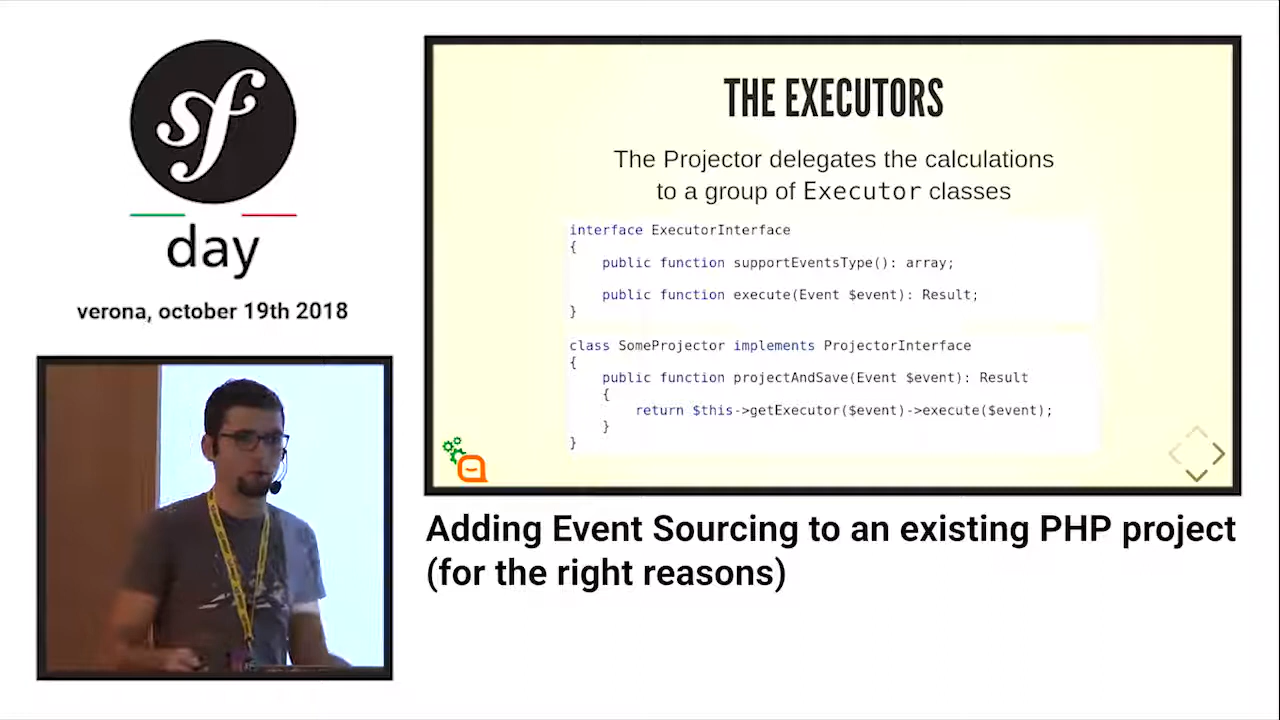 sf
day
verona, october 19th 2018
THE EXECUTORS
The Projector delegates the calculations
to a group of Executor classes
interface ExecutorInterface
{
    public function supportEventsType(): array;
    public function execute(Event $event): Result;
}
class SomeProjector implements ProjectorInterface
{
    public function projectAndSave(Event $event): Result
    {
        return $this->getExecutor($event)->execute($event);
    }
}
Adding Event Sourcing to an existing PHP project
(for the right reasons)